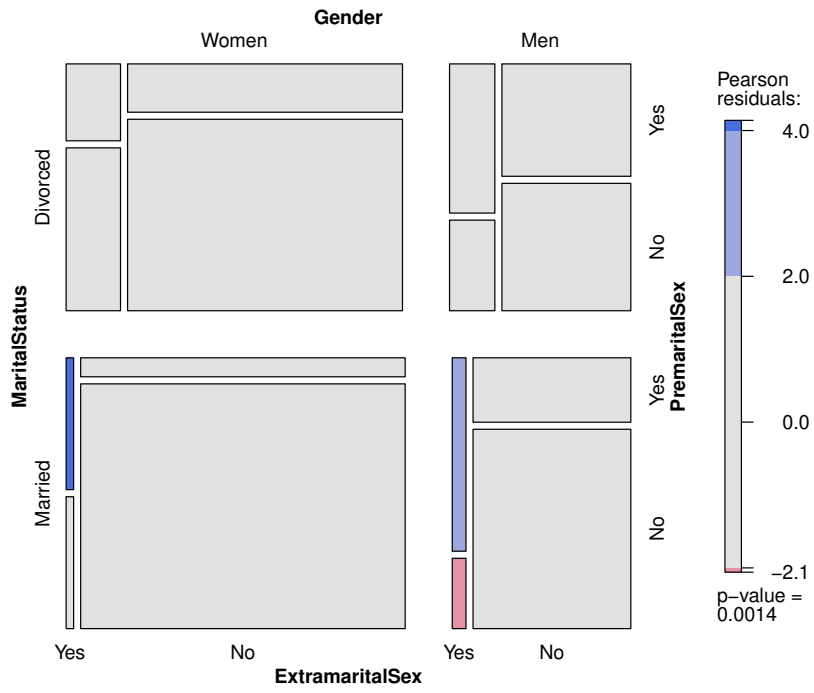 Gender
Women
Men
Pearson
residuals:
MaritalStatus
Divorced
Married
Yes
No
Yes
No
PremaritalSex
4.0
2.0
0.0
−2.1
p−value =
0.0014
Yes
No
Yes
No
ExtramaritalSex